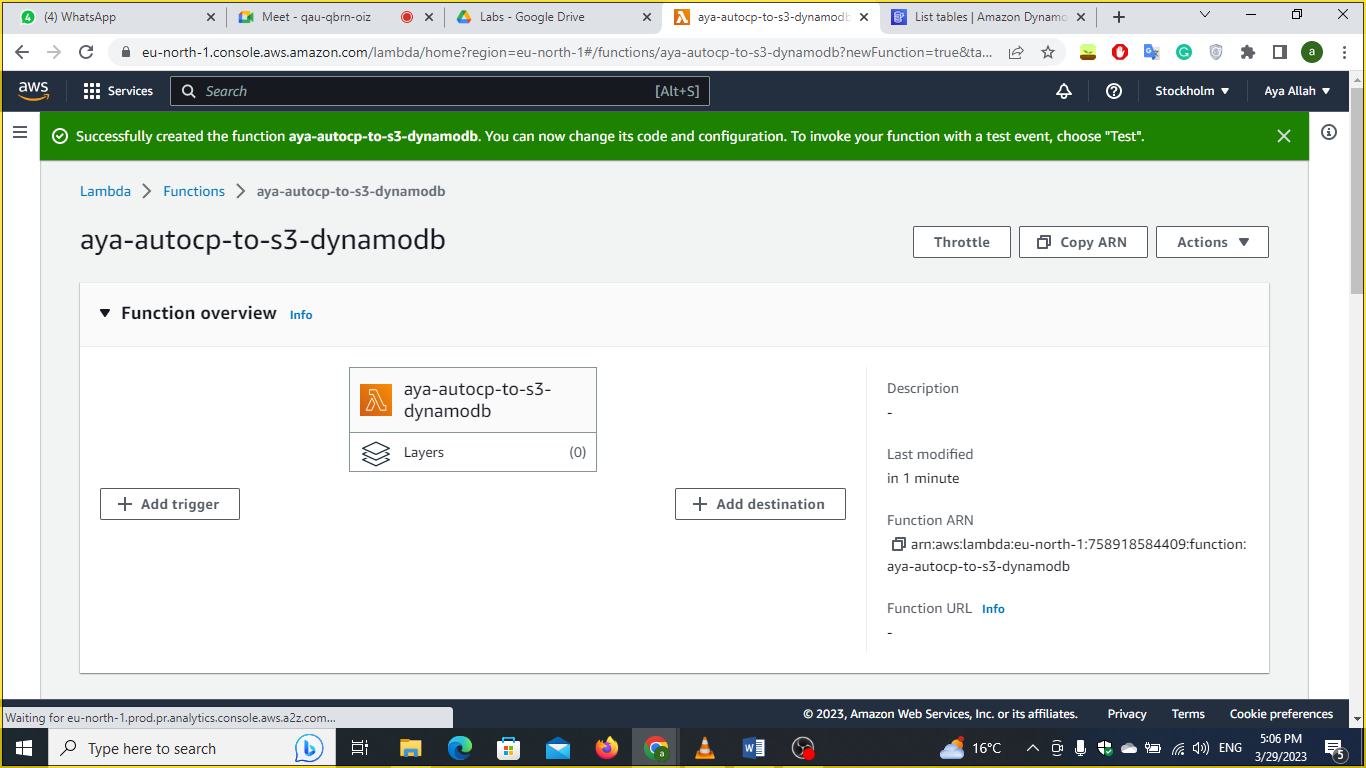 (4) WhatsApp
Meet - qau-qbrn-oiz
Labs - Google Drive
aya-autocp-to-s3-dynamodb
List tables | Amazon Dynamo
eu-north-1.console.aws.amazon.com/lambda/home?region=eu-north-1#/functions/aya-autocp-to-s3-dynamodb?newFunction=true&ta...
a
aws
Services
Search
[Alt+S]
Stockholm
Aya Allah
Successfully created the function aya-autocp-to-s3-dynamodb. You can now change its code and configuration. To invoke your function with a test event, choose "Test".
Lambda
Functions
aya-autocp-to-s3-dynamodb
aya-autocp-to-s3-dynamodb
Throttle
Copy ARN
Actions
Function overview
Info
aya-autocp-to-s3-
dynamodb
Layers
(0)
Add trigger
Add destination
Description
-
Last modified
in 1 minute
Function ARN
arn:aws:lambda:eu-north-1:758918584409:function:
aya-autocp-to-s3-dynamodb
Function URL
Info
-
Waiting for eu-north-1.prod.pr.analytics.console.aws.a2z.com...
© 2023, Amazon Web Services, Inc. or its affiliates.
Privacy
Terms
Cookie preferences
Type here to search
16°C
ENG
5:06 PM
3/29/2023
5